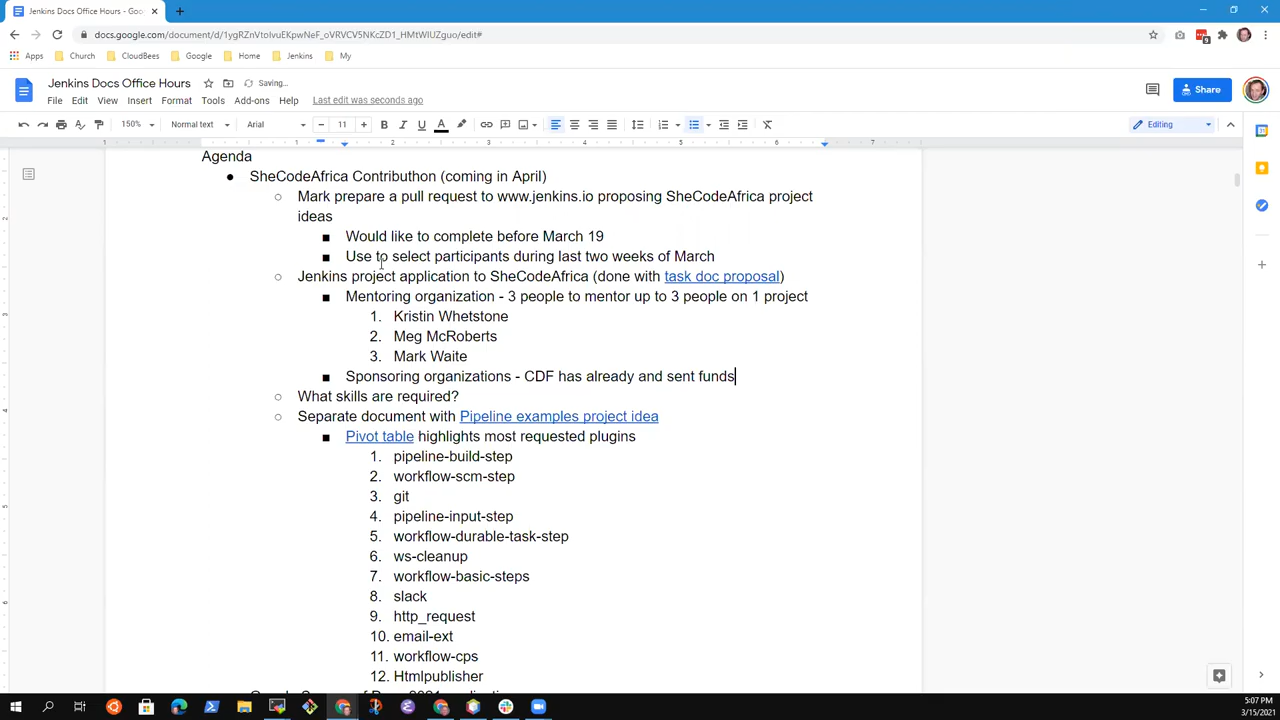 Jenkins Docs Office Hours - Goo
docs.google.com/document/d/1ygRZnVtoIvuEKpwNeF_oVRVCV5NKcZD1_HMtWIUZguo/edit#
Apps Church CloudBees Google Home Jenkins My
Jenkins Docs Office Hours Saving...
File Edit View Insert Format Tools Add-ons Help Last edit was seconds ago
Share
150% Normal text Arial 11 Editing
1 1 2 3 4 5 6 7
Agenda
● SheCodeAfrica Contributhon (coming in April)
○ Mark prepare a pull request to www.jenkins.io proposing SheCodeAfrica project
ideas
■ Would like to complete before March 19
■ Use to select participants during last two weeks of March
○ Jenkins project application to SheCodeAfrica (done with task doc proposal)
■ Mentoring organization - 3 people to mentor up to 3 people on 1 project
1. Kristin Whetstone
2. Meg McRoberts
3. Mark Waite
■ Sponsoring organizations - CDF has already and sent funds
○ What skills are required?
○ Separate document with Pipeline examples project idea
■ Pivot table highlights most requested plugins
1. pipeline-build-step
2. workflow-scm-step
3. git
4. pipeline-input-step
5. workflow-durable-task-step
6. ws-cleanup
7. workflow-basic-steps
8. slack
9. http_request
10. email-ext
11. workflow-cps
12. Htmlpublisher
5:07 PM
3/15/2021